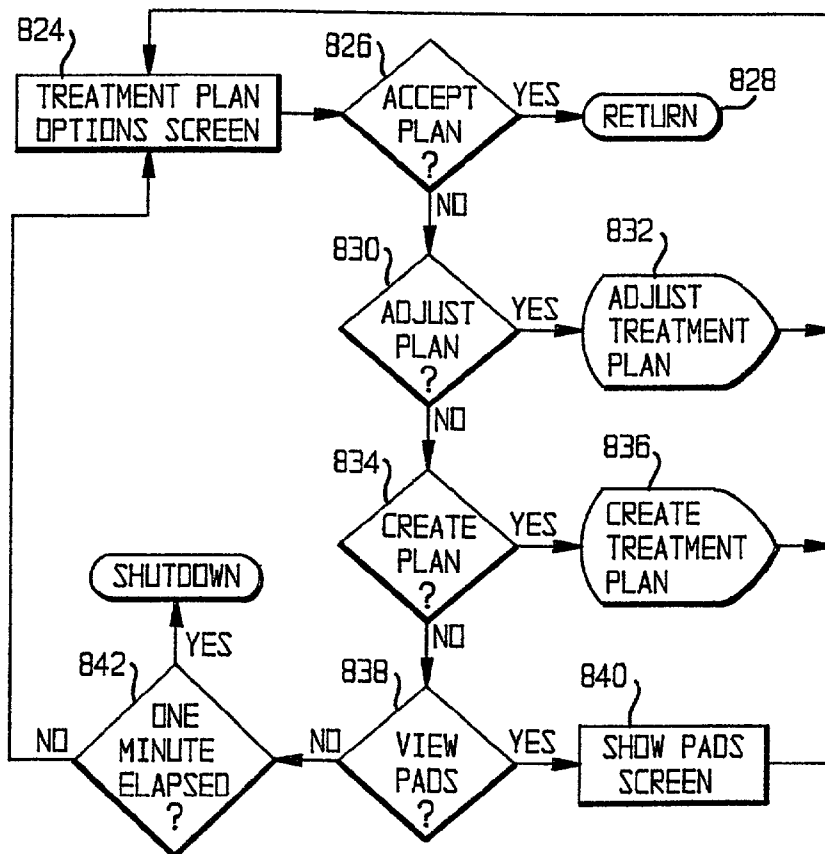 824
TREATMENT PLAN
OPTIONS SCREEN
826
ACCEPT
PLAN
?
YES
RETURN
828
NO
830
ADJUST
PLAN
?
YES
832
ADJUST
TREATMENT
PLAN
NO
834
CREATE
PLAN
?
YES
836
CREATE
TREATMENT
PLAN
NO
838
VIEW
PADS
?
YES
840
SHOW PADS
SCREEN
NO
842
ONE
MINUTE
ELAPSED
?
YES
SHUTDOWN
NO